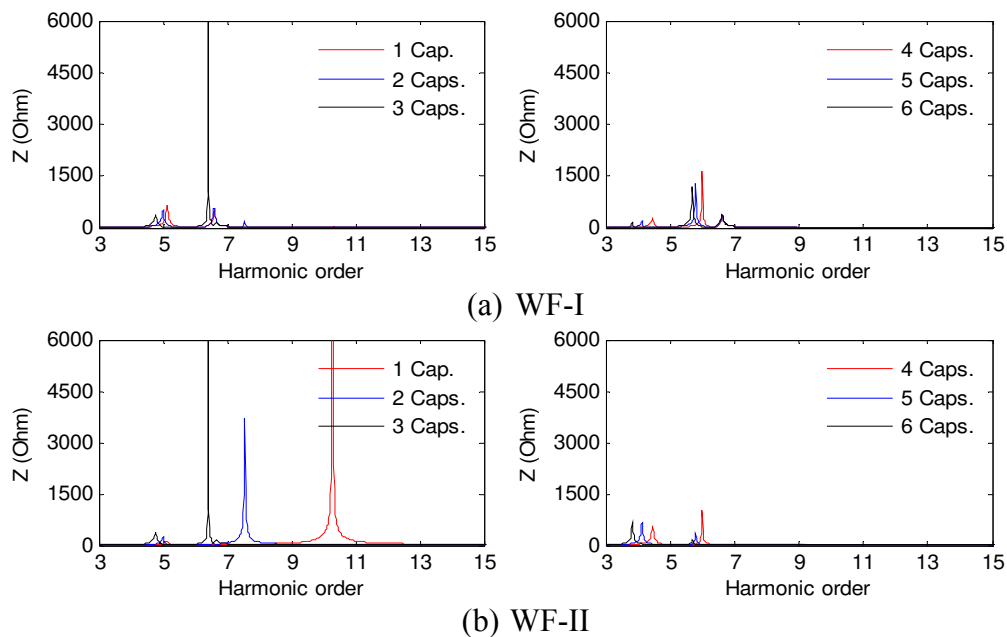 6000
4500
3000
1500
0
Z (Ohm)
1 Cap.
2 Caps.
3 Caps.
3 5 7 9 11 13 15
Harmonic order
6000
4500
3000
1500
0
Z (Ohm)
4 Caps.
5 Caps.
6 Caps.
3 5 7 9 11 13 15
Harmonic order
(a) WF-I
6000
4500
3000
1500
0
Z (Ohm)
1 Cap.
2 Caps.
3 Caps.
3 5 7 9 11 13 15
Harmonic order
6000
4500
3000
1500
0
Z (Ohm)
4 Caps.
5 Caps.
6 Caps.
3 5 7 9 11 13 15
Harmonic order
(b) WF-II